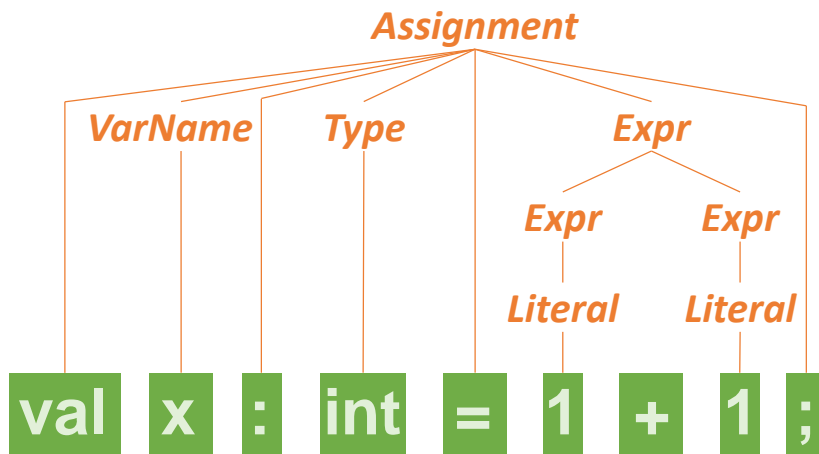 Assignment
VarName Type Expr
Expr Expr
Literal Literal
val x : int = 1 + 1 ;